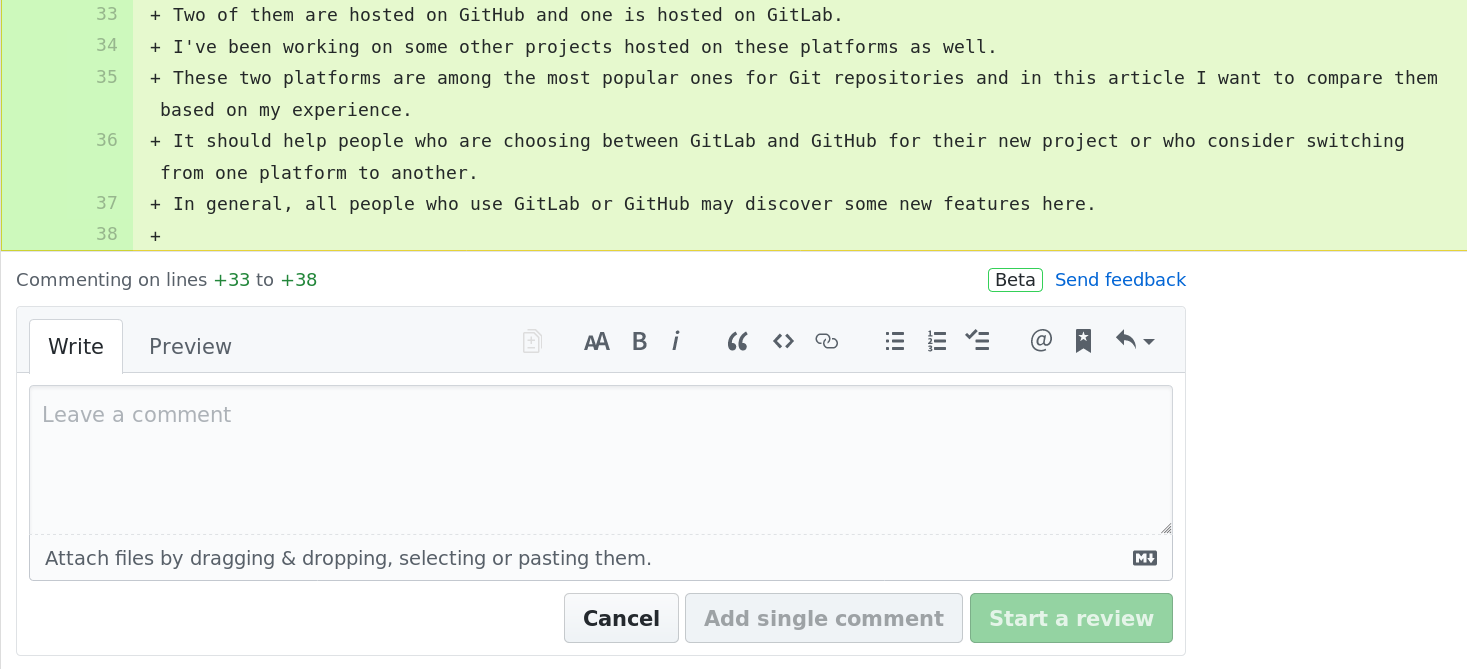 33 + Two of them are hosted on GitHub and one is hosted on GitLab.
34 + I've been working on some other projects hosted on these platforms as well.
35 + These two platforms are among the most popular ones for Git repositories and in this article I want to compare them
based on my experience.
36 + It should help people who are choosing between GitLab and GitHub for their new project or who consider switching
from one platform to another.
37 + In general, all people who use GitLab or GitHub may discover some new features here.
38 +
Commenting on lines +33 to +38 Beta Send feedback
Write Preview AA B i @
Leave a comment
Attach files by dragging & dropping, selecting or pasting them. M
Cancel Add single comment Start a review